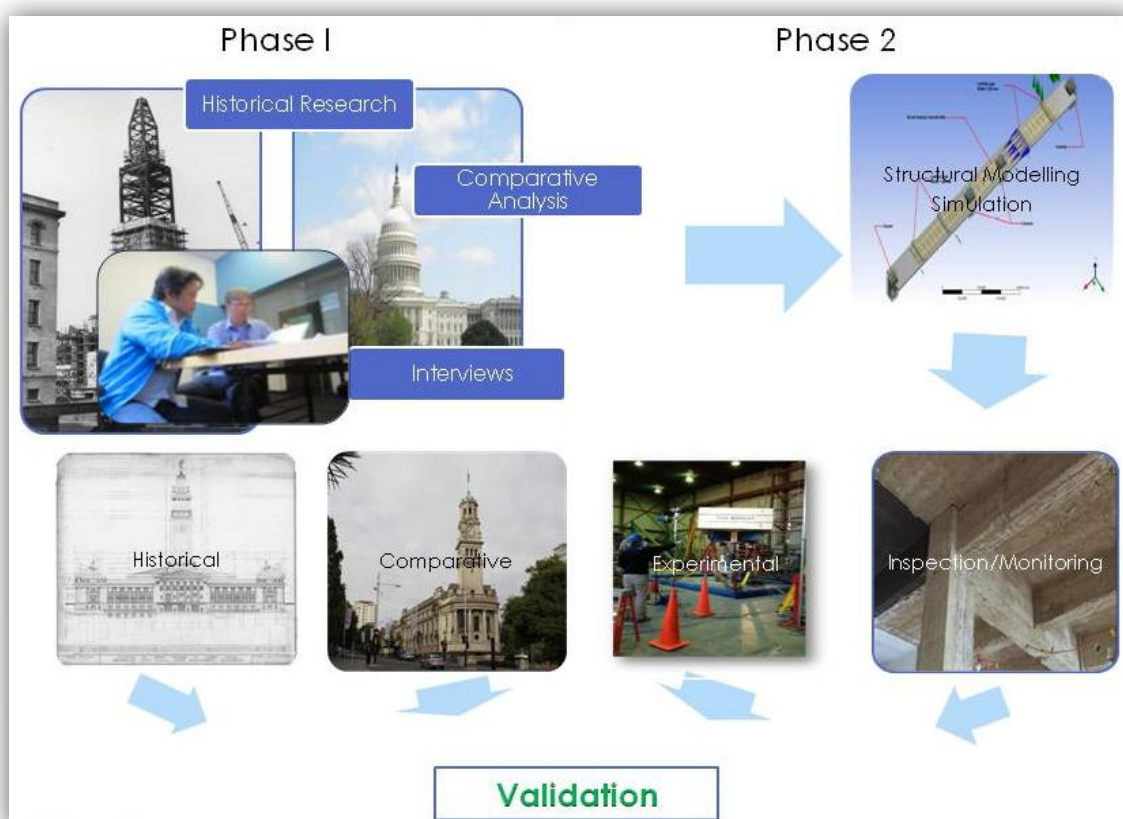 Phase I
Phase 2
Historical Research
Comparative
Analysis
Interviews
Structural Modelling
Simulation
Historical
Comparative
Experimental
Inspection/Monitoring
Validation